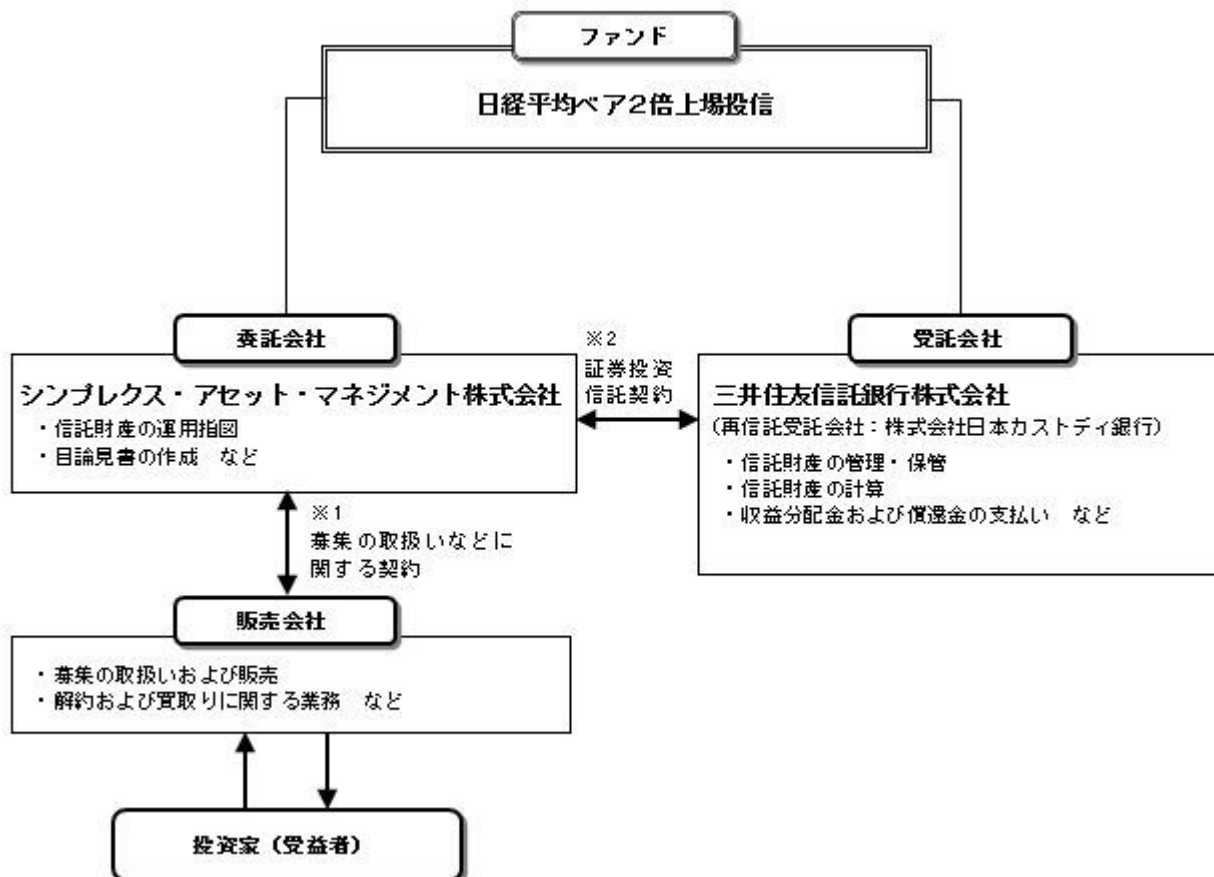 ファンド
日経平均ベア2倍上場投信
委託会社
シンプレクス・アセット・マネジメント株式会社
・信託財産の運用指図
・目論見書の作成 など
※2
証券投資
信託契約
受託会社
三井住友信託銀行株式会社
(再信託受託会社：株式会社日本カストディ銀行)
・信託財産の管理・保管
・信託財産の計算
・収益分配金および償還金の支払い など
※1
募集の取扱いなどに
関する契約
販売会社
・募集の取扱いおよび販売
・解約および買取りに関する業務 など
投資家（受益者）